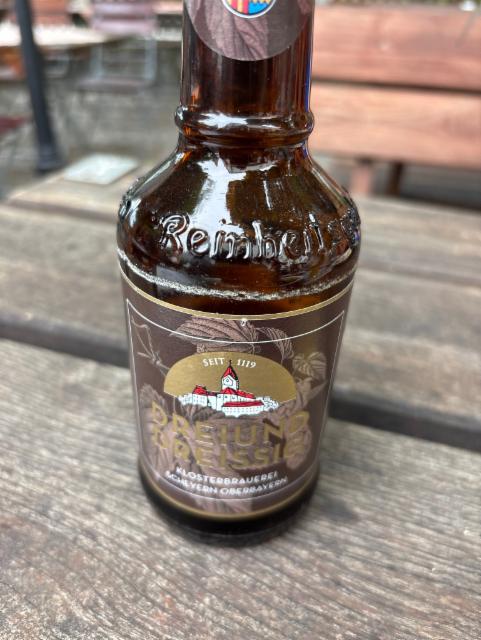 Reinheits
SEIT 1119
DREIUND
DREISSIG
KLOSTERBRAUEREI
SCHEYERN OBERBAYERN